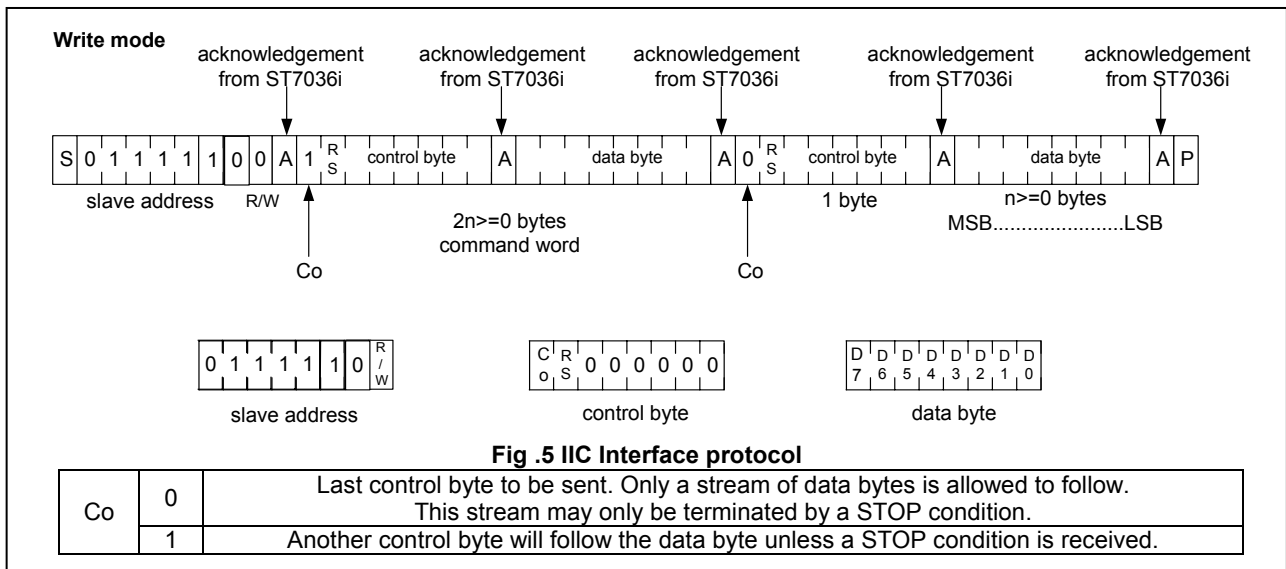 Write mode
acknowledgement acknowledgement acknowledgement acknowledgement acknowledgement
from ST7036i from ST7036i from ST7036i from ST7036i from ST7036i
S 0 1 1 1 1 1 0 0 A 1 RS control byte A data byte A 0 RS control byte A data byte A P
slave address R/W 1 byte n>=0 bytes
2n>=0 bytes MSB.......................LSB
command word
Co Co
0 1 1 1 1 1 0 R/W Co RS 0 0 0 0 0 0 D7 D6 D5 D4 D3 D2 D1 D0
slave address control byte data byte
Fig .5 IIC Interface protocol
Co 0 Last control byte to be sent. Only a stream of data bytes is allowed to follow.
This stream may only be terminated by a STOP condition.
1 Another control byte will follow the data byte unless a STOP condition is received.